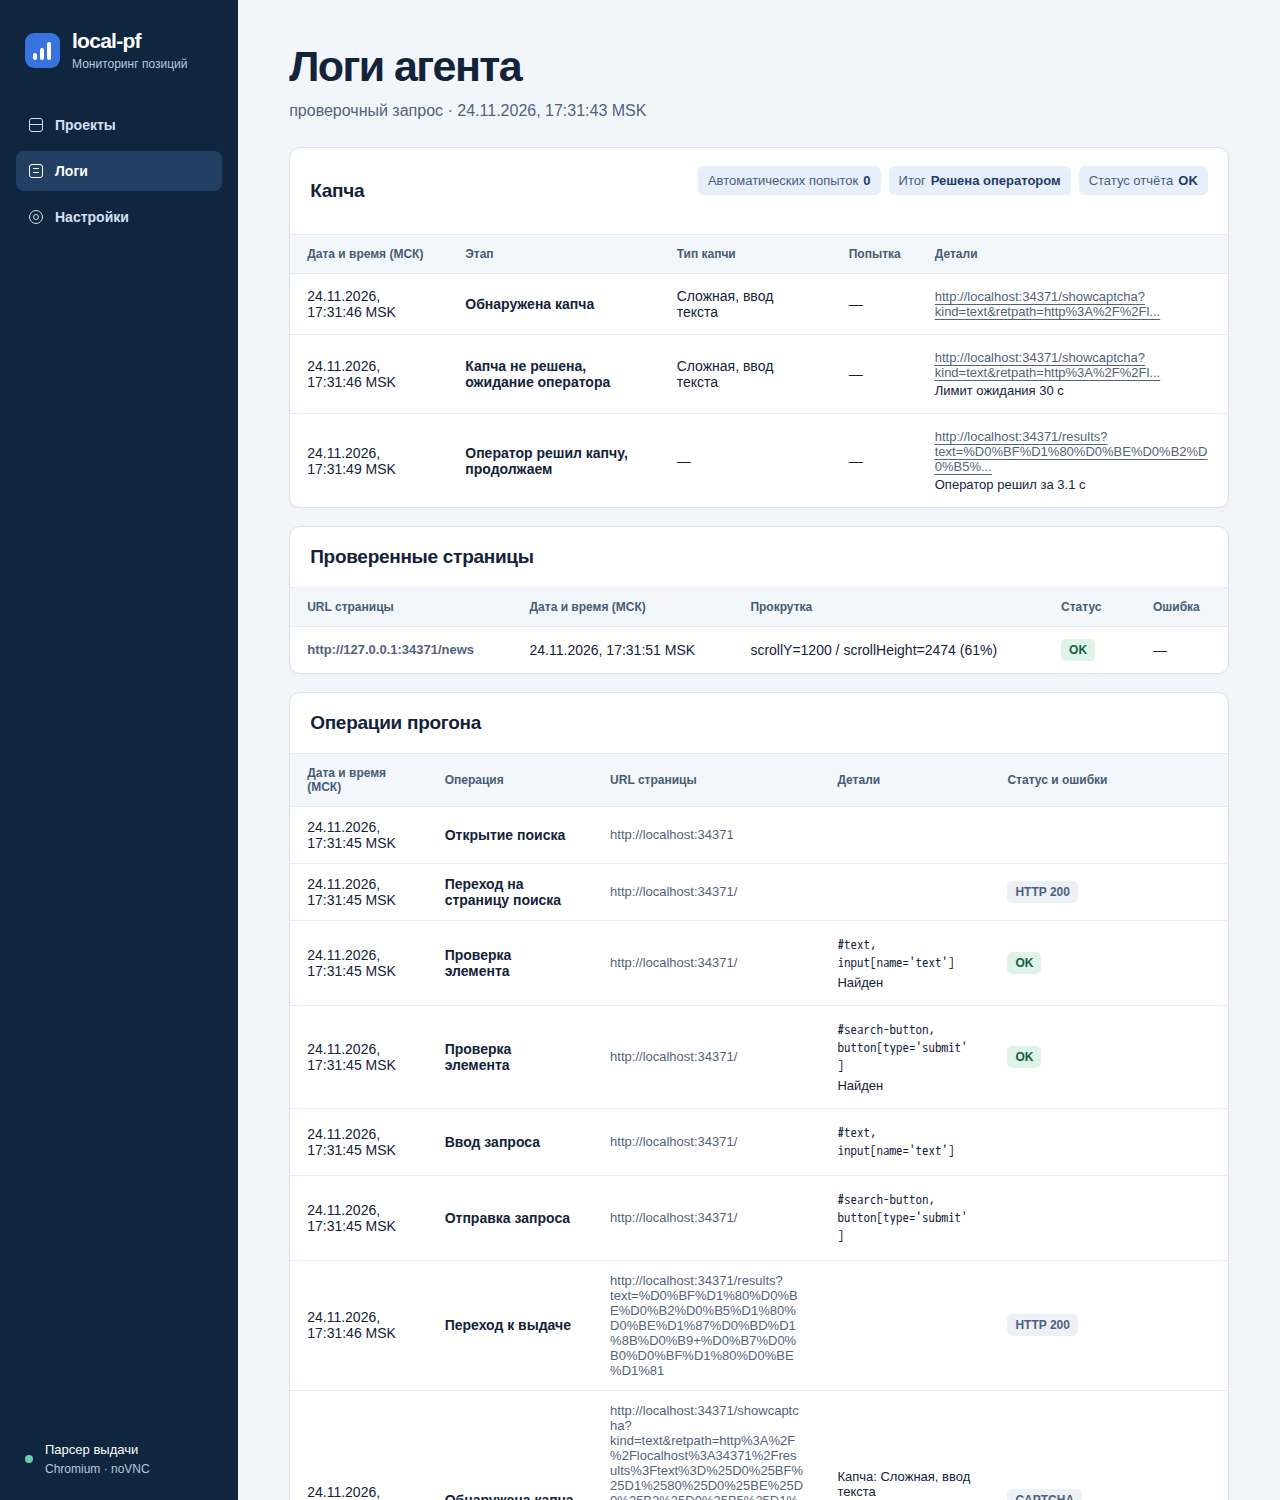 local-pf
Мониторинг позиций
Проекты
Логи
Настройки
Парсер выдачи
Chromium · noVNC
Логи агента
проверочный запрос · 24.11.2026, 17:31:43 MSK
Капча
Автоматических попыток 0
Итог Решена оператором
Статус отчёта OK
Дата и время (МСК) Этап Тип капчи Попытка Детали
24.11.2026,
17:31:46 MSK
Обнаружена капча
Сложная, ввод
текста
—
http://localhost:34371/showcaptcha?
kind=text&retpath=http%3A%2F%2Fl...
24.11.2026,
17:31:46 MSK
Капча не решена,
ожидание оператора
Сложная, ввод
текста
—
http://localhost:34371/showcaptcha?
kind=text&retpath=http%3A%2F%2Fl...
Лимит ожидания 30 с
24.11.2026,
17:31:49 MSK
Оператор решил капчу,
продолжаем
—
—
http://localhost:34371/results?
text=%D0%BF%D1%80%D0%BE%D0%B2%D
0%B5%...
Оператор решил за 3.1 с
Проверенные страницы
URL страницы Дата и время (МСК) Прокрутка Статус Ошибка
http://127.0.0.1:34371/news 24.11.2026, 17:31:51 MSK scrollY=1200 / scrollHeight=2474 (61%) OK —
Операции прогона
Дата и время
(МСК)
Операция
URL страницы
Детали
Статус и ошибки
24.11.2026,
17:31:45 MSK
Открытие поиска
http://localhost:34371
24.11.2026,
17:31:45 MSK
Переход на
страницу поиска
http://localhost:34371/
HTTP 200
24.11.2026,
17:31:45 MSK
Проверка
элемента
http://localhost:34371/
#text,
input[name='text']
Найден
OK
24.11.2026,
17:31:45 MSK
Проверка
элемента
http://localhost:34371/
#search-button,
button[type='submit'
]
Найден
OK
24.11.2026,
17:31:45 MSK
Ввод запроса
http://localhost:34371/
#text,
input[name='text']
24.11.2026,
17:31:45 MSK
Отправка запроса
http://localhost:34371/
#search-button,
button[type='submit'
]
24.11.2026,
17:31:46 MSK
Переход к выдаче
http://localhost:34371/results?
text=%D0%BF%D1%80%D0%B
E%D0%B2%D0%B5%D1%80%
D0%BE%D1%87%D0%BD%D1
%8B%D0%B9+%D0%B7%D0%
B0%D0%BF%D1%80%D0%BE
%D1%81
HTTP 200
24.11.2026,
Обнаружена капча
http://localhost:34371/showcaptc
ha?
kind=text&retpath=http%3A%2F
%2Flocalhost%3A34371%2Fres
ults%3Ftext%3D%25D0%25BF%
25D1%2580%25D0%25BE%25D
0%25B2%25D0%25B5%25D1%
Капча: Сложная, ввод
текста
CAPTCHA